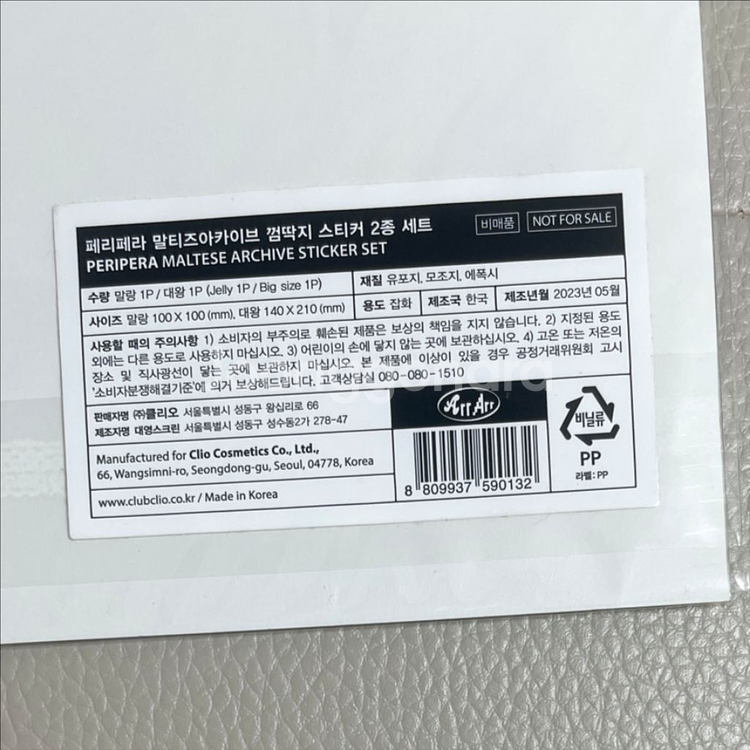 페리페라 말티즈아카이브 껌딱지 스티커 2종 세트
비매품
NOT FOR SALE
PERIPERA MALTESE ARCHIVE STICKER SET
수량 말랑 1P / 대왕 1P (Jelly 1P / Big size 1P)
재질 유포지, 모조지, 에폭시
사이즈 말랑 100 X 100 (mm), 대왕 140 X 210 (mm)
용도 잡화
제조국 한국
제조년월 2023년 05월
사용할 때의 주의사항 1) 소비자의 부주의로 훼손된 제품은 보상의 책임을 지지 않습니다. 2) 지정된 용도
외에는 다른 용도로 사용하지 마십시오. 3) 어린이의 손에 닿지 않는 곳에 보관하십시오. 4) 고온 또는 저온의
장소 및 직사광선이 닿는 곳에 보관하지 마십시오. 본 제품에 이상이 있을 경우 공정거래위원회 고시
'소비자분쟁해결기준'에 의거 보상해드립니다. 고객상담실 080-080-1510
판매자명 ㈜클리오 서울특별시 성동구 왕십리로 66
제조자명 대영스크린 서울특별시 성동구 성수동2가 278-47
Manufactured for Clio Cosmetics Co., Ltd.,
66, Wangsimni-ro, Seongdong-gu, Seoul, 04778, Korea
www.clubclio.co.kr / Made in Korea
Arr Arr
8 809937 590132
비닐류
PP
라벨: PP